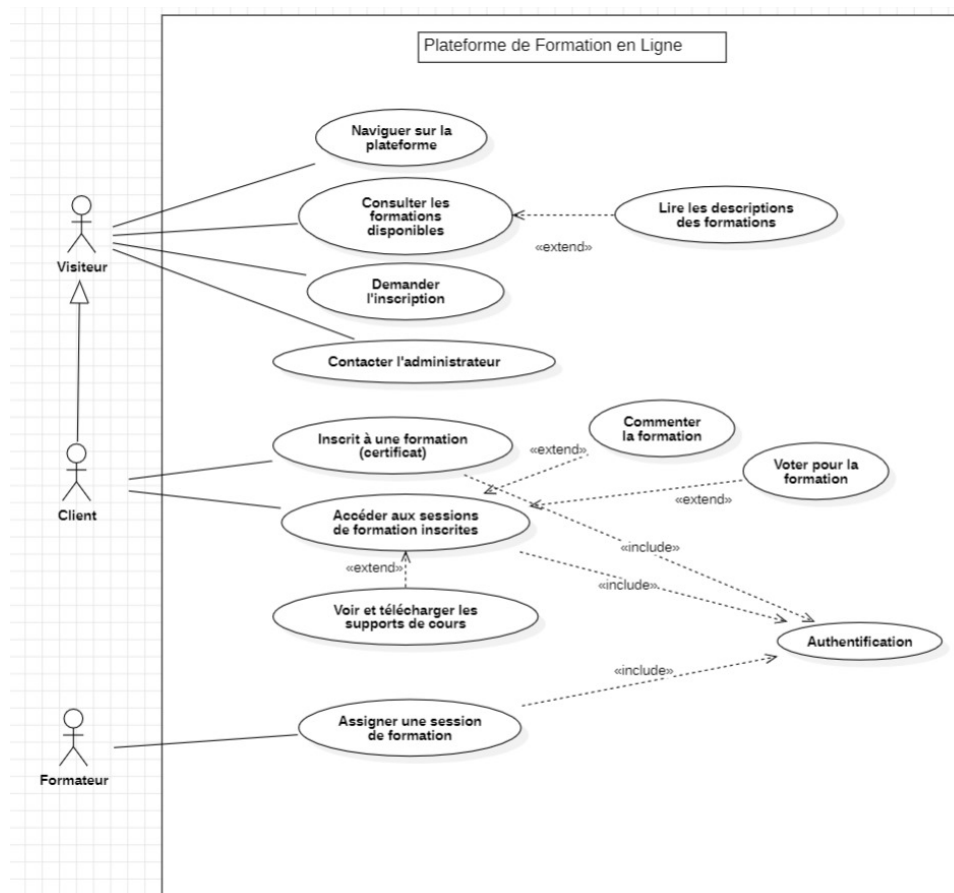 Plateforme de Formation en Ligne
Naviguer sur la
plateforme
Consulter les
formations
disponibles
Lire les descriptions
des formations
«extend»
Visiteur
Demander
l'inscription
Contacter l'administrateur
Commenter
la formation
Inscrit à une formation
(certificat)
«extend»
Voter pour la
formation
«extend»
Client
Accéder aux sessions
de formation inscrites
«include»
«extend»
«include»
Voir et télécharger les
supports de cours
Authentification
«include»
Assigner une session
de formation
Formateur